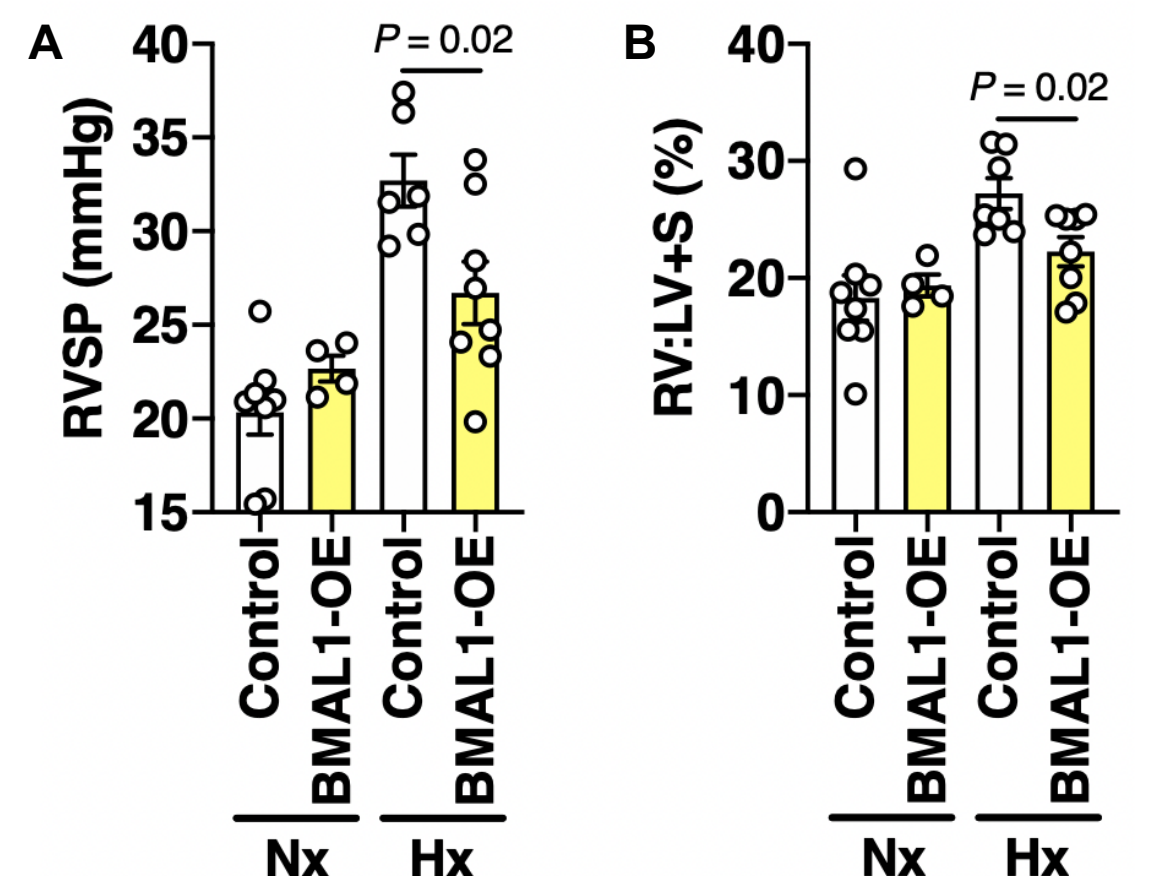 A
RVSP (mmHg)
40
35
30
25
20
15
P = 0.02
Control
BMAL1-OE
Control
BMAL1-OE
Nx
Hx
B
RV:LV+S (%)
40
30
20
10
0
P = 0.02
Control
BMAL1-OE
Control
BMAL1-OE
Nx
Hx